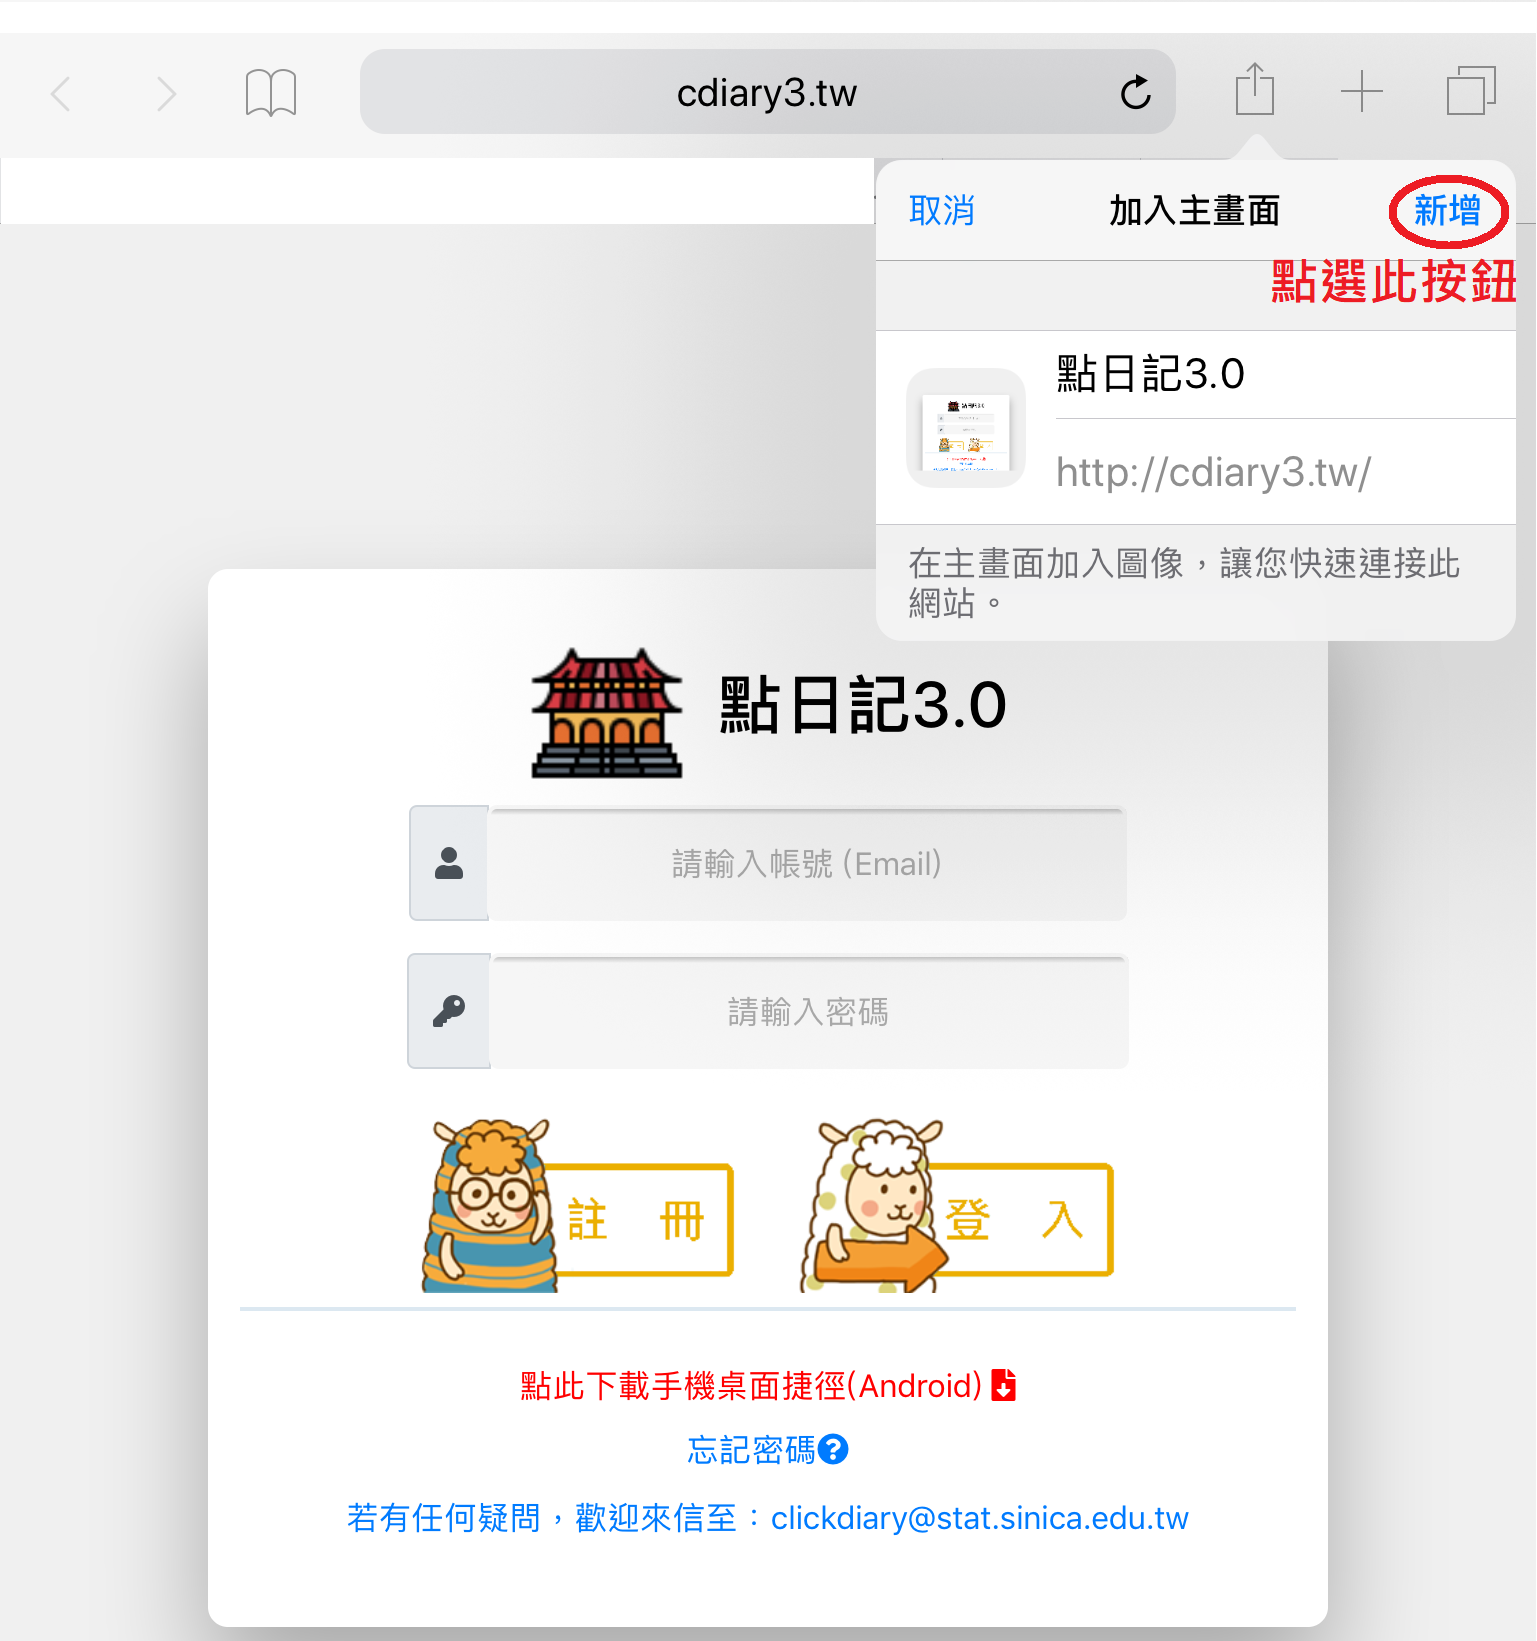 cdiary3.tw
取消
加入主畫面
新增
點選此按鈕
點日記3.0
http://cdiary3.tw/
在主畫面加入圖像，讓您快速連接此
網站。
點日記3.0
請輸入帳號 (Email)
請輸入密碼
註 冊
登 入
點此下載手機桌面捷徑(Android)
忘記密碼
若有任何疑問，歡迎來信至：clickdiary@stat.sinica.edu.tw